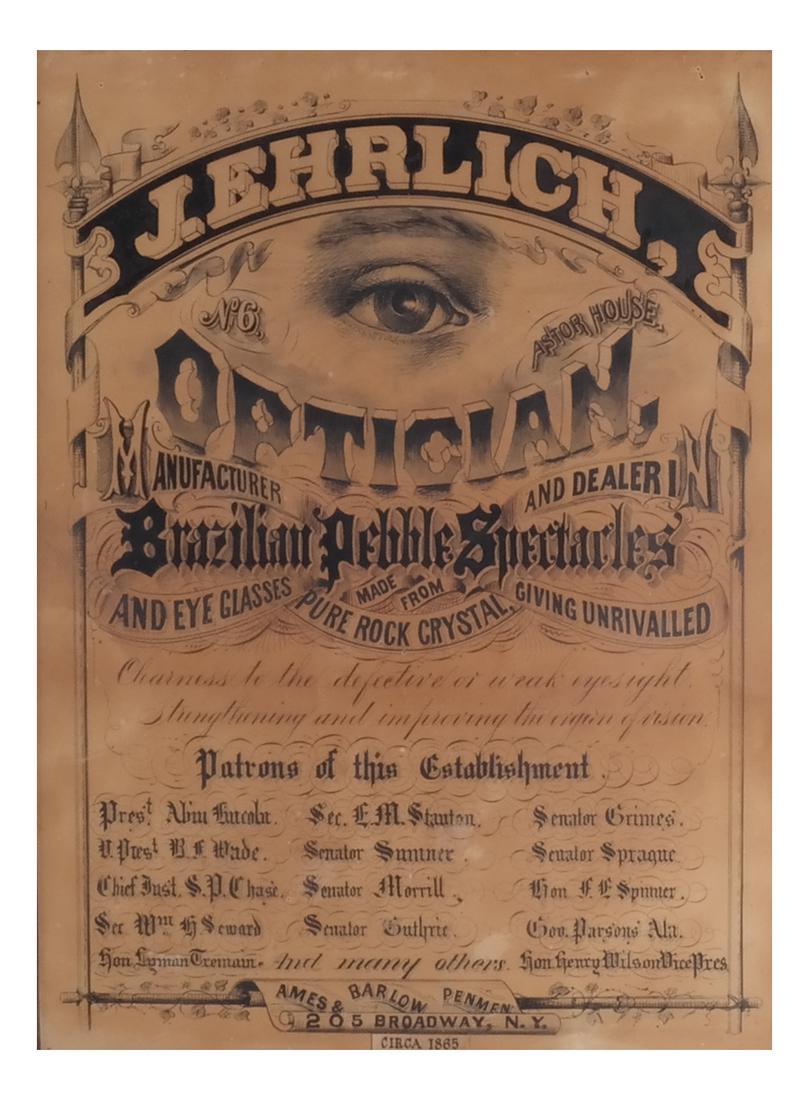 J. EHRLICH,
No 6,
ASTOR HOUSE,
OPTICIAN,
MANUFACTURER AND DEALER IN
Brazilian Pebble Spectacles
AND EYE GLASSES MADE FROM PURE ROCK CRYSTAL, GIVING UNRIVALLED
Clearness to the defective or weak eyesight.
Strengthening and improving the organ of vision.
Patrons of this Establishment.
Prest. Abm Lincoln. Sec. E.M. Stanton. Senator Grimes.
V. Prest B.F. Wade. Senator Sumner. Senator Sprague
Chief Just. S.P. Chase. Senator Morrill. Hon F. E Spinner.
Sec Wm H Seward Senator Guthrie. Gov. Parsons Ala.
Hon Lyman Tremain. And many others. Hon Henry Wilson Vice Pres
AMES & BARLOW PENMEN
205 BROADWAY, N.Y.
CIRCA 1865